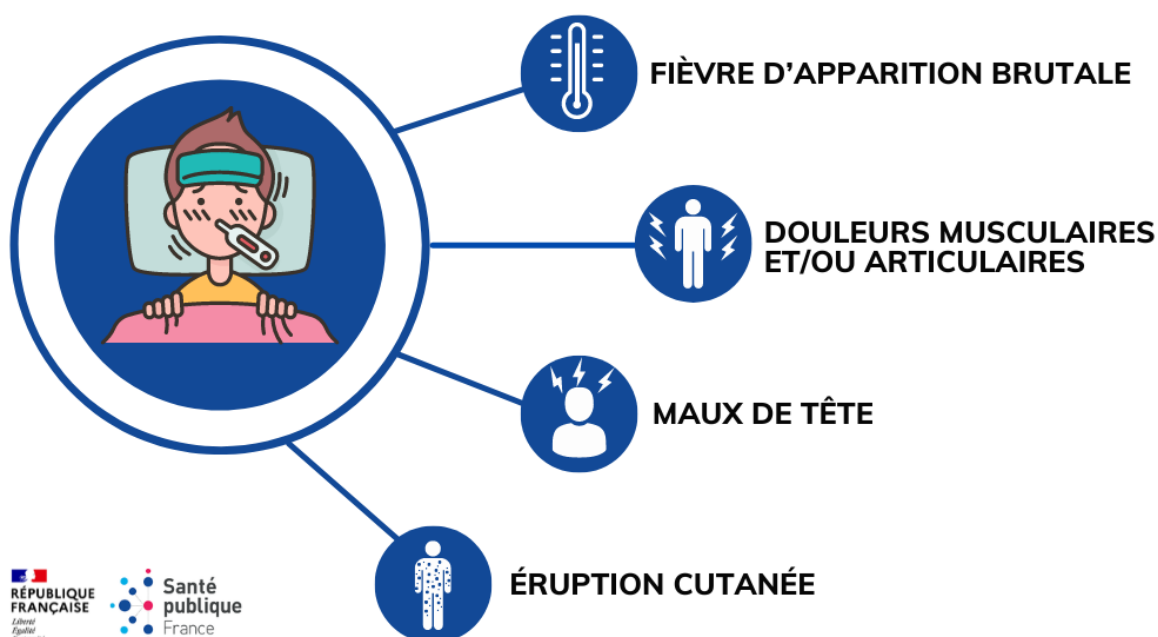 FIÈVRE D'APPARITION BRUTALE
DOULEURS MUSCULAIRES
ET/OU ARTICULAIRES
MAUX DE TÊTE
ÉRUPTION CUTANÉE
RÉPUBLIQUE
FRANÇAISE
Liberté
Égalité
Santé
publique
France